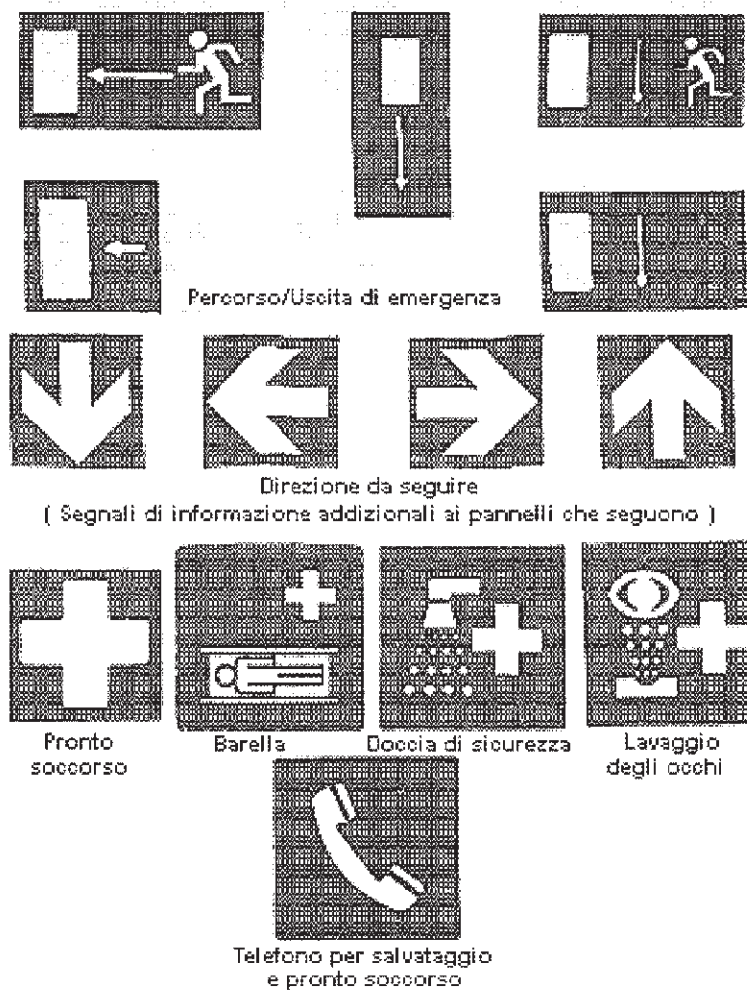 Percorso/Uscita di emergenza
Direzione da seguire
( Segnali di informazione addizionali ai pannelli che seguono )
Pronto
soccorso
Barella
Doccia di sicurezza
Lavaggio
degli occhi
Telefono per salvataggio
e pronto soccorso